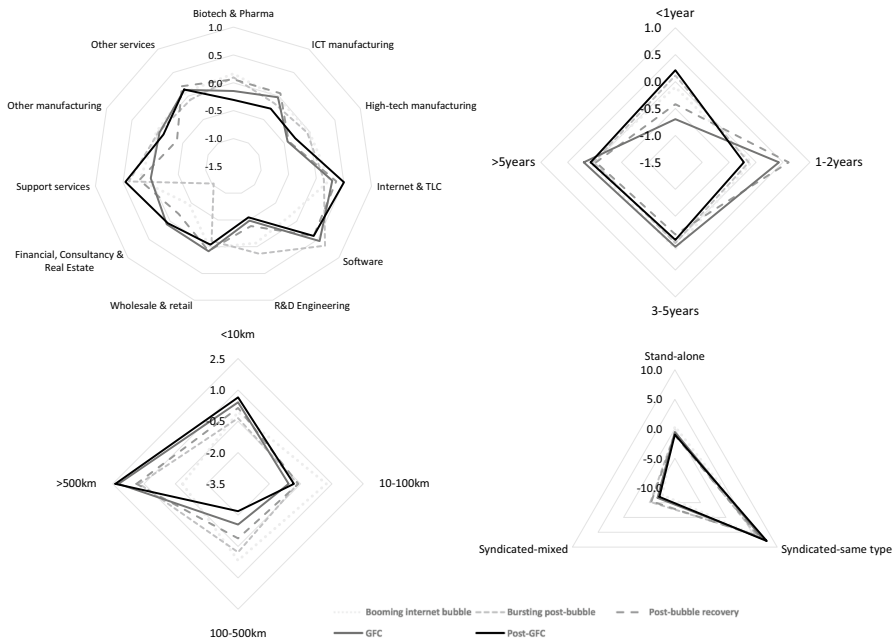 Biotech & Pharma
ICT manufacturing
High-tech manufacturing
Internet & TLC
Software
R&D Engineering
Wholesale & retail
Financial, Consultancy &
Real Estate
Support services
Other manufacturing
Other services
1.0
0.5
0.0
-0.5
-1.0
-1.5
<1year
1-2years
3-5years
>5years
1.0
0.5
0.0
-0.5
-1.0
-1.5
<10km
10-100km
100-500km
>500km
2.5
1.0
-0.5
-2.0
-3.5
Stand-alone
Syndicated-same type
Syndicated-mixed
10.0
5.0
0.0
-5.0
-10.0
Booming internet bubble
Bursting post-bubble
Post-bubble recovery
GFC
Post-GFC